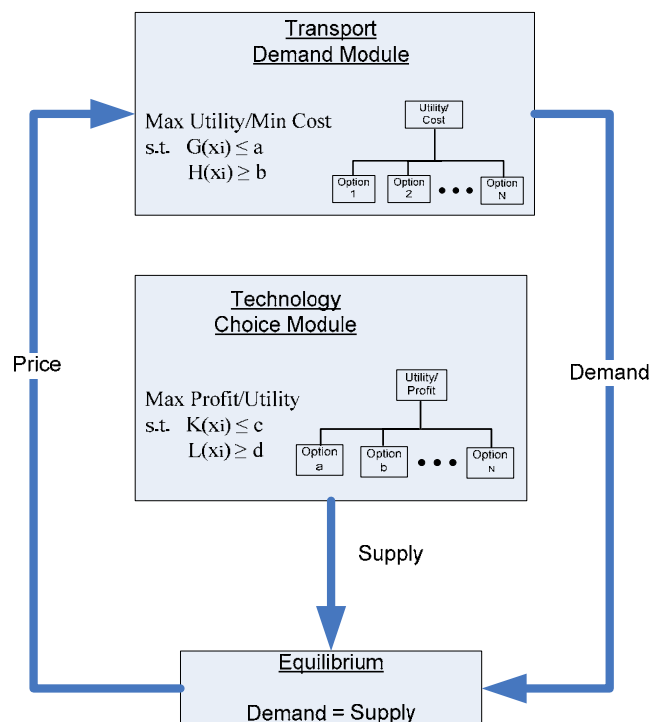 Transport
Demand Module
Max Utility/Min Cost
s.t. G(xi) ≤ a
H(xi) ≥ b
Utility/
Cost
Option
1
Option
2
Option
N
Technology
Choice Module
Max Profit/Utility
s.t. K(xi) ≤ c
L(xi) ≥ d
Utility/
Profit
Option
a
Option
b
Option
N
Price
Demand
Supply
Equilibrium
Demand = Supply